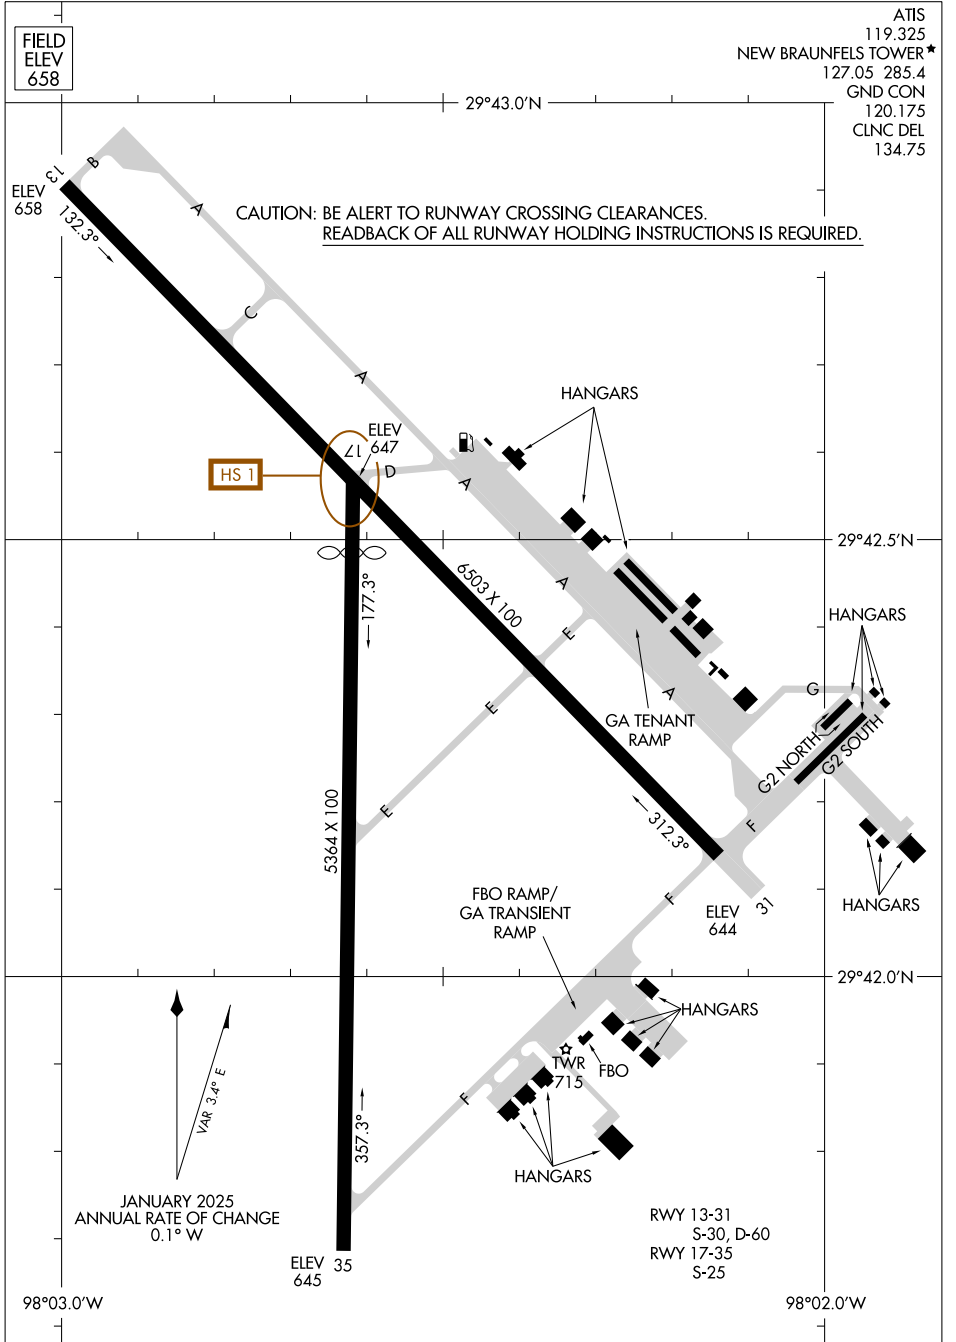 FIELD
ELEV
658
ATIS
119.325
NEW BRAUNFELS TOWER★
127.05 285.4
GND CON
120.175
CLNC DEL
134.75
29°43.0'N
13
B
ELEV
658
132.3°
A
CAUTION: BE ALERT TO RUNWAY CROSSING CLEARANCES.
READBACK OF ALL RUNWAY HOLDING INSTRUCTIONS IS REQUIRED.
C
A
HANGARS
ELEV
647
17
HS 1
D
A
29°42.5'N
177.3°
6503 X 100
A
E
HANGARS
A
G
E
GA TENANT
RAMP
G2 NORTH
G2 SOUTH
5364 X 100
E
312.3°
F
FBO RAMP/
GA TRANSIENT
RAMP
F
31
ELEV
644
HANGARS
29°42.0'N
HANGARS
VAR 3.4° E
TWR
715
FBO
F
357.3°
HANGARS
JANUARY 2025
ANNUAL RATE OF CHANGE
0.1° W
RWY 13-31
S-30, D-60
RWY 17-35
S-25
ELEV
645
35
98°03.0'W
98°02.0'W